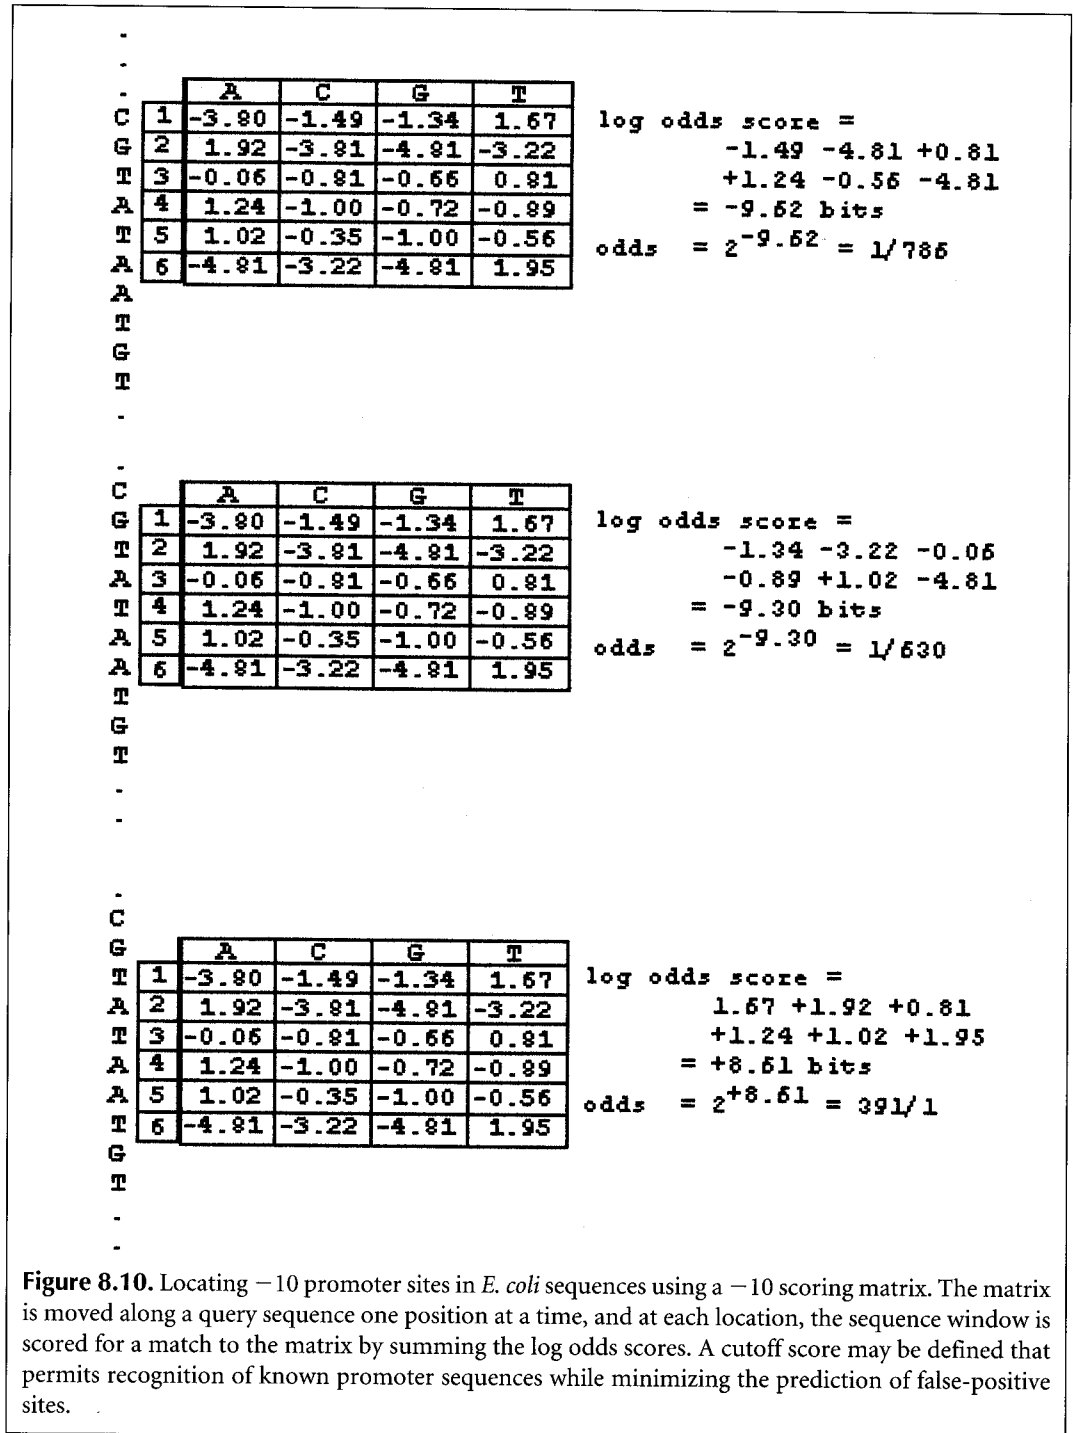 .
.
. A C G T
C 1 -3.80 -1.49 -1.34 1.67 log odds score =
G 2 1.92 -3.81 -4.81 -3.22 -1.49 -4.81 +0.81
T 3 -0.06 -0.81 -0.66 0.81 +1.24 -0.56 -4.81
A 4 1.24 -1.00 -0.72 -0.89 = -9.62 bits
T 5 1.02 -0.35 -1.00 -0.56 odds = 2^-9.62 = 1/786
A 6 -4.81 -3.22 -4.81 1.95
A
T
G
T
.
.
C A C G T
G 1 -3.80 -1.49 -1.34 1.67 log odds score =
T 2 1.92 -3.81 -4.81 -3.22 -1.34 -3.22 -0.06
A 3 -0.06 -0.81 -0.66 0.81 -0.89 +1.02 -4.81
T 4 1.24 -1.00 -0.72 -0.89 = -9.30 bits
A 5 1.02 -0.35 -1.00 -0.56 odds = 2^-9.30 = 1/630
A 6 -4.81 -3.22 -4.81 1.95
T
G
T
.
.
.
C
G A C G T
T 1 -3.80 -1.49 -1.34 1.67 log odds score =
A 2 1.92 -3.81 -4.81 -3.22 1.67 +1.92 +0.81
T 3 -0.06 -0.81 -0.66 0.81 +1.24 +1.02 +1.95
A 4 1.24 -1.00 -0.72 -0.89 = +8.61 bits
A 5 1.02 -0.35 -1.00 -0.56 odds = 2^+8.61 = 391/1
T 6 -4.81 -3.22 -4.81 1.95
G
T
.
.
Figure 8.10. Locating −10 promoter sites in E. coli sequences using a −10 scoring matrix. The matrix
is moved along a query sequence one position at a time, and at each location, the sequence window is
scored for a match to the matrix by summing the log odds scores. A cutoff score may be defined that
permits recognition of known promoter sequences while minimizing the prediction of false-positive
sites.